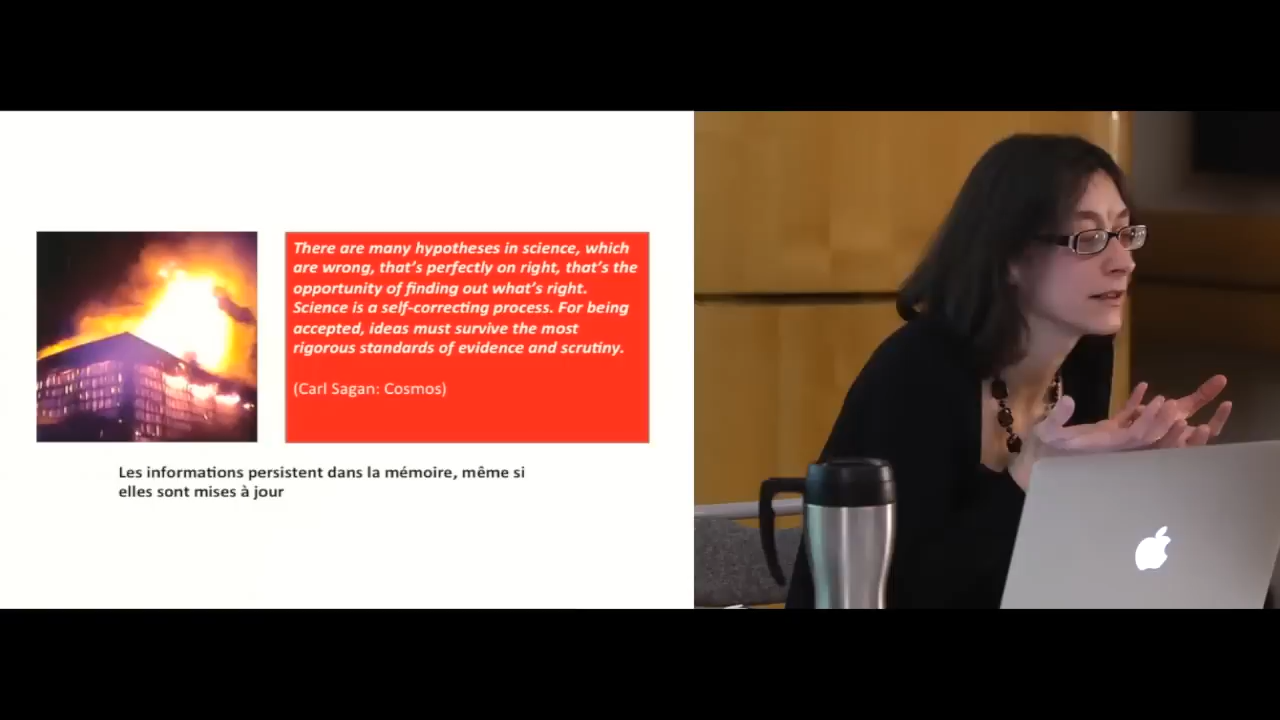 There are many hypotheses in science, which
are wrong, that's perfectly on right, that's the
opportunity of finding out what's right.
Science is a self-correcting process. For being
accepted, ideas must survive the most
rigorous standards of evidence and scrutiny.
(Carl Sagan: Cosmos)
Les informations persistent dans la mémoire, même si
elles sont mises à jour